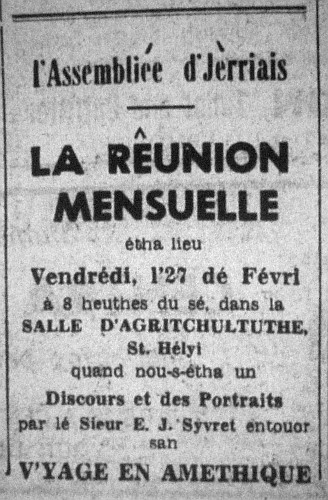 l'Assembliée d'Jèrriais
LA RÊUNION
MENSUELLE
étha lieu
Vendrédi, l'27 dé Févri
à 8 heuthes du sé, dans la
SALLE D'AGRITCHULTUTHE,
St. Hélyi
quand nou-s-étha un
Discours et des Portraits
par lé Sieur E. J. Syvret entouor
san
V'YAGE EN AMETHIQUE